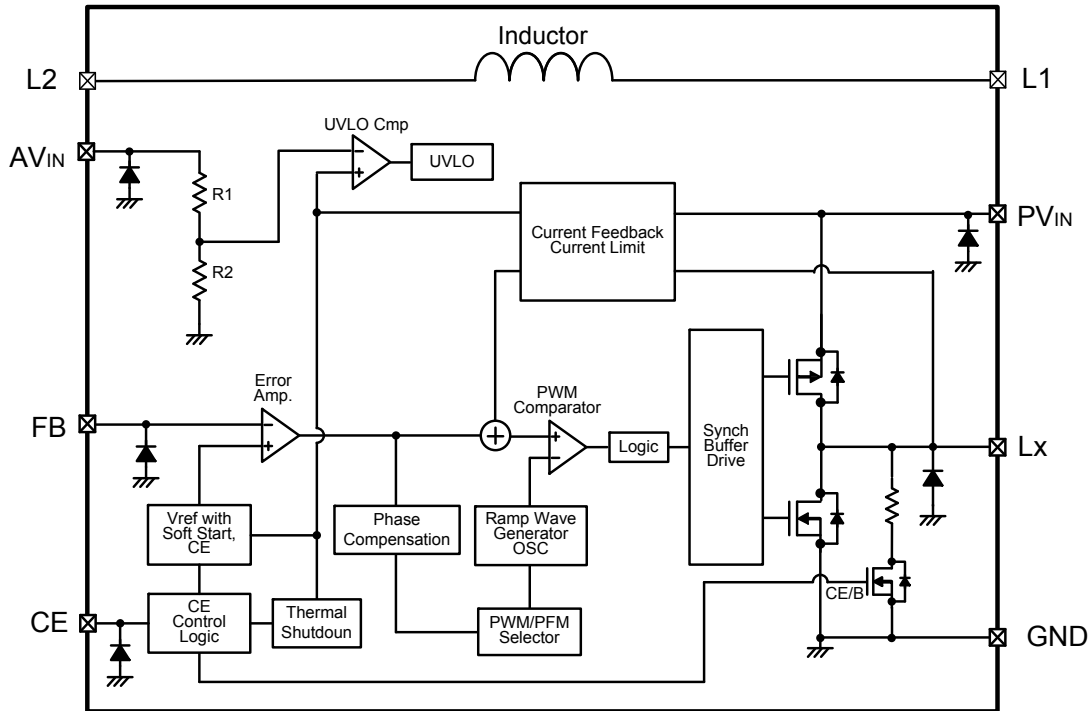 Inductor
L2
L1
UVLO Cmp
AVIN
UVLO
R1
PVIN
Current Feedback
Current Limit
R2
Error
Amp.
PWM
Comparator
FB
Logic
Synch
Buffer
Drive
Lx
Vref with
Soft Start,
CE
Phase
Compensation
Ramp Wave
Generator
OSC
CE
CE
Control
Logic
Thermal
Shutdoun
PWM/PFM
Selector
CE/B
GND